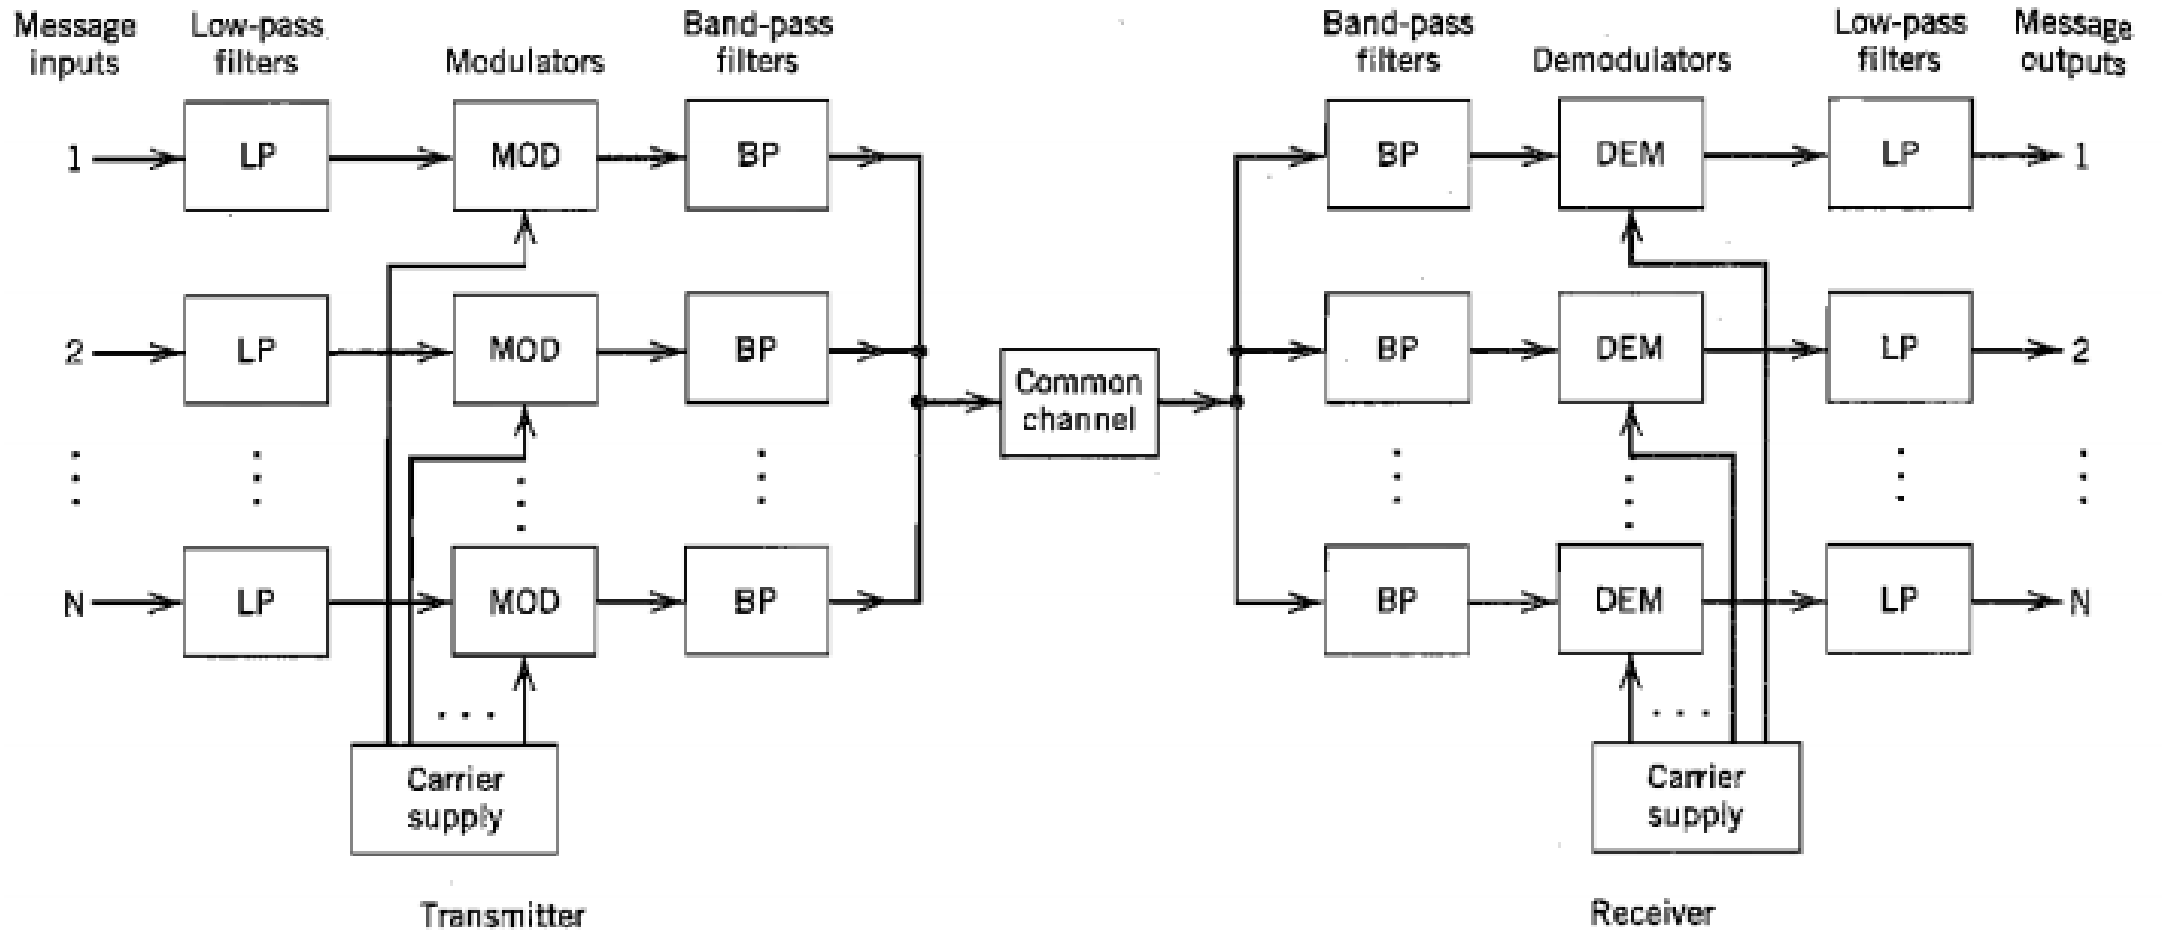 Message
inputs
Low-pass
filters
Modulators
Band-pass
filters
Band-pass
filters
Demodulators
Low-pass
filters
Message
outputs
1
LP
MOD
BP
BP
DEM
LP
1
2
LP
MOD
BP
Common
channel
BP
DEM
LP
2
N
LP
MOD
BP
BP
DEM
LP
N
Carrier
supply
Carrier
supply
Transmitter
Receiver